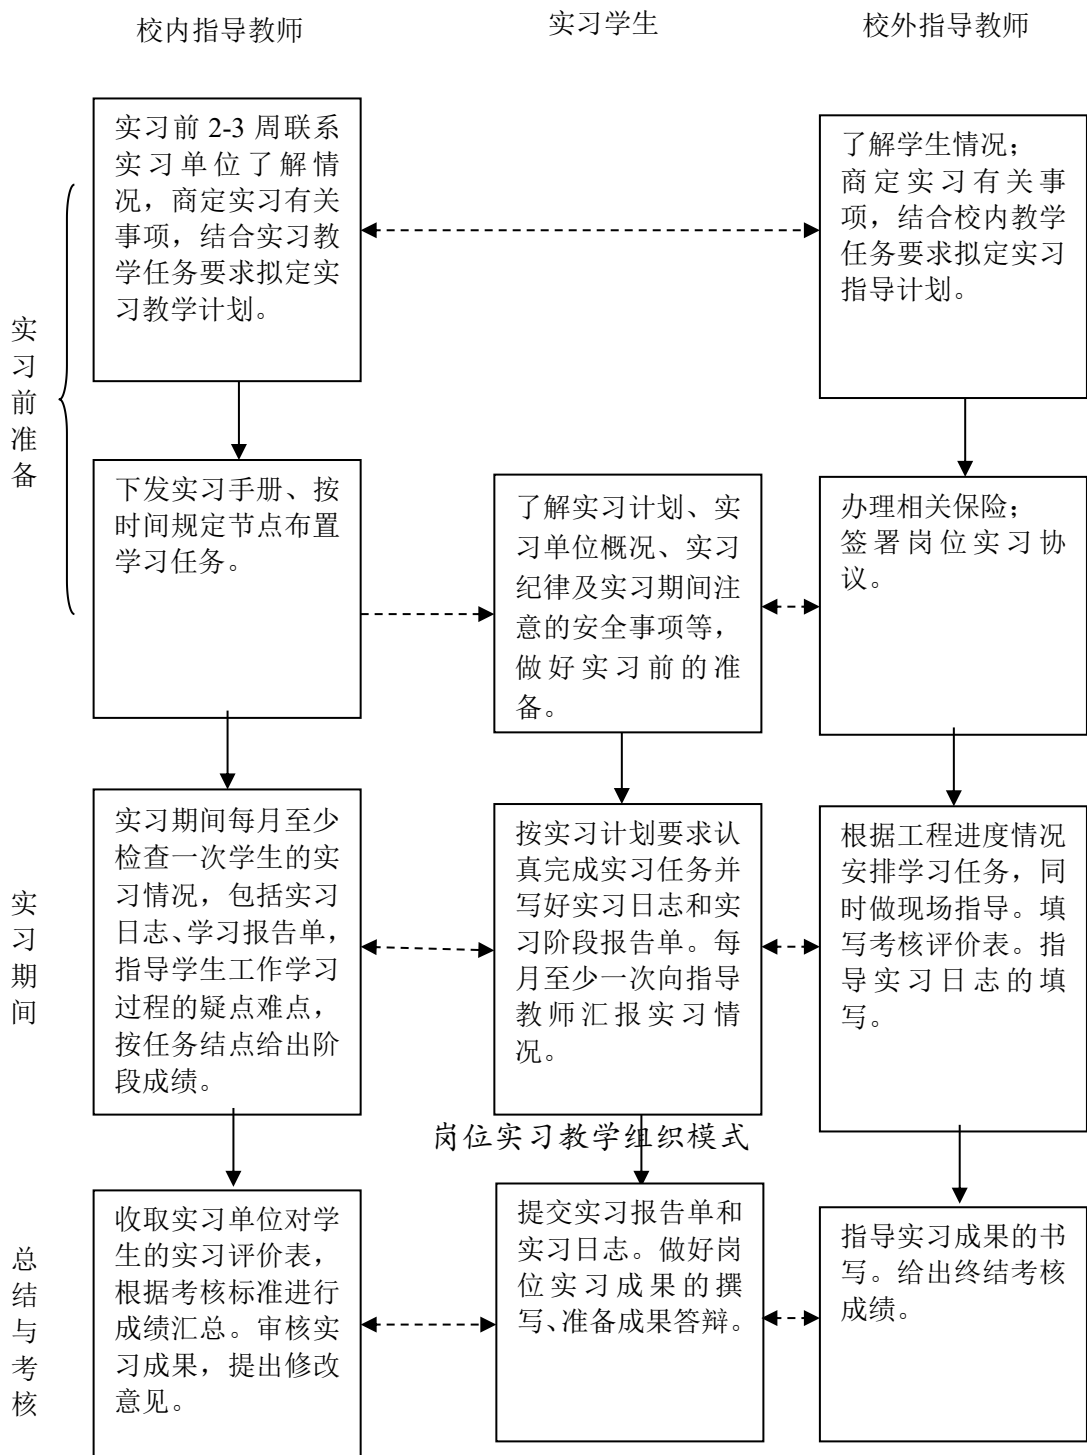 校内指导教师
实习学生
校外指导教师
实习前准备
实习前 2-3 周联系
实习单位了解情
况，商定实习有关
事项，结合实习教
学任务要求拟定实
习教学计划。
了解学生情况；
商定实习有关事
项，结合校内教学
任务要求拟定实习
指导计划。
下发实习手册、按
时间规定节点布置
学习任务。
了解实习计划、实
习单位概况、实习
纪律及实习期间注
意的安全事项等，
做好实习前的准
备。
办理相关保险；
签署岗位实习协
议。
实习期间
实习期间每月至少
检查一次学生的实
习情况，包括实习
日志、学习报告单，
指导学生工作学习
过程的疑点难点，
按任务结点给出阶
段成绩。
按实习计划要求认
真完成实习任务并
写好实习日志和实
习阶段报告单。每
月至少一次向指导
教师汇报实习情
况。
根据工程进度情况
安排学习任务，同
时做现场指导。填
写考核评价表。指
导实习日志的填
写。
岗位实习教学组织模式
总结与考核
收取实习单位对学
生的实习评价表，
根据考核标准进行
成绩汇总。审核实
习成果，提出修改
意见。
提交实习报告单和
实习日志。做好岗
位实习成果的撰
写、准备成果答辩。
指导实习成果的书
写。给出终结考核
成绩。